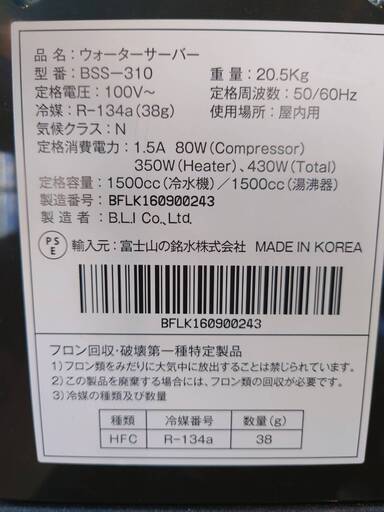 品名：ウォーターサーバー
型番：BSS-310 重量：20.5Kg
定格電圧：100V~ 定格周波数：50/60Hz
冷媒：R-134a(38g) 使用場所：屋内用
気候クラス：N
定格消費電力：1.5A 80W(Compressor)
350W(Heater)、430W(Total)
定格容量：1500cc(冷水機)/1500cc(湯沸器)
製造番号：BFLK160900243
製造者：B.L.I Co.,Ltd.
PS E 輸入元：富士山の銘水株式会社 MADE IN KOREA
BFLK160900243
フロン回収・破壊第一種特定製品
1)フロン類をみだりに大気中に放出することは禁じられています。
2)この製品を廃棄する場合には、フロン類の回収が必要です。
3)冷媒の種類及び数量
種類 冷媒番号 数量(g)
HFC R-134a 38